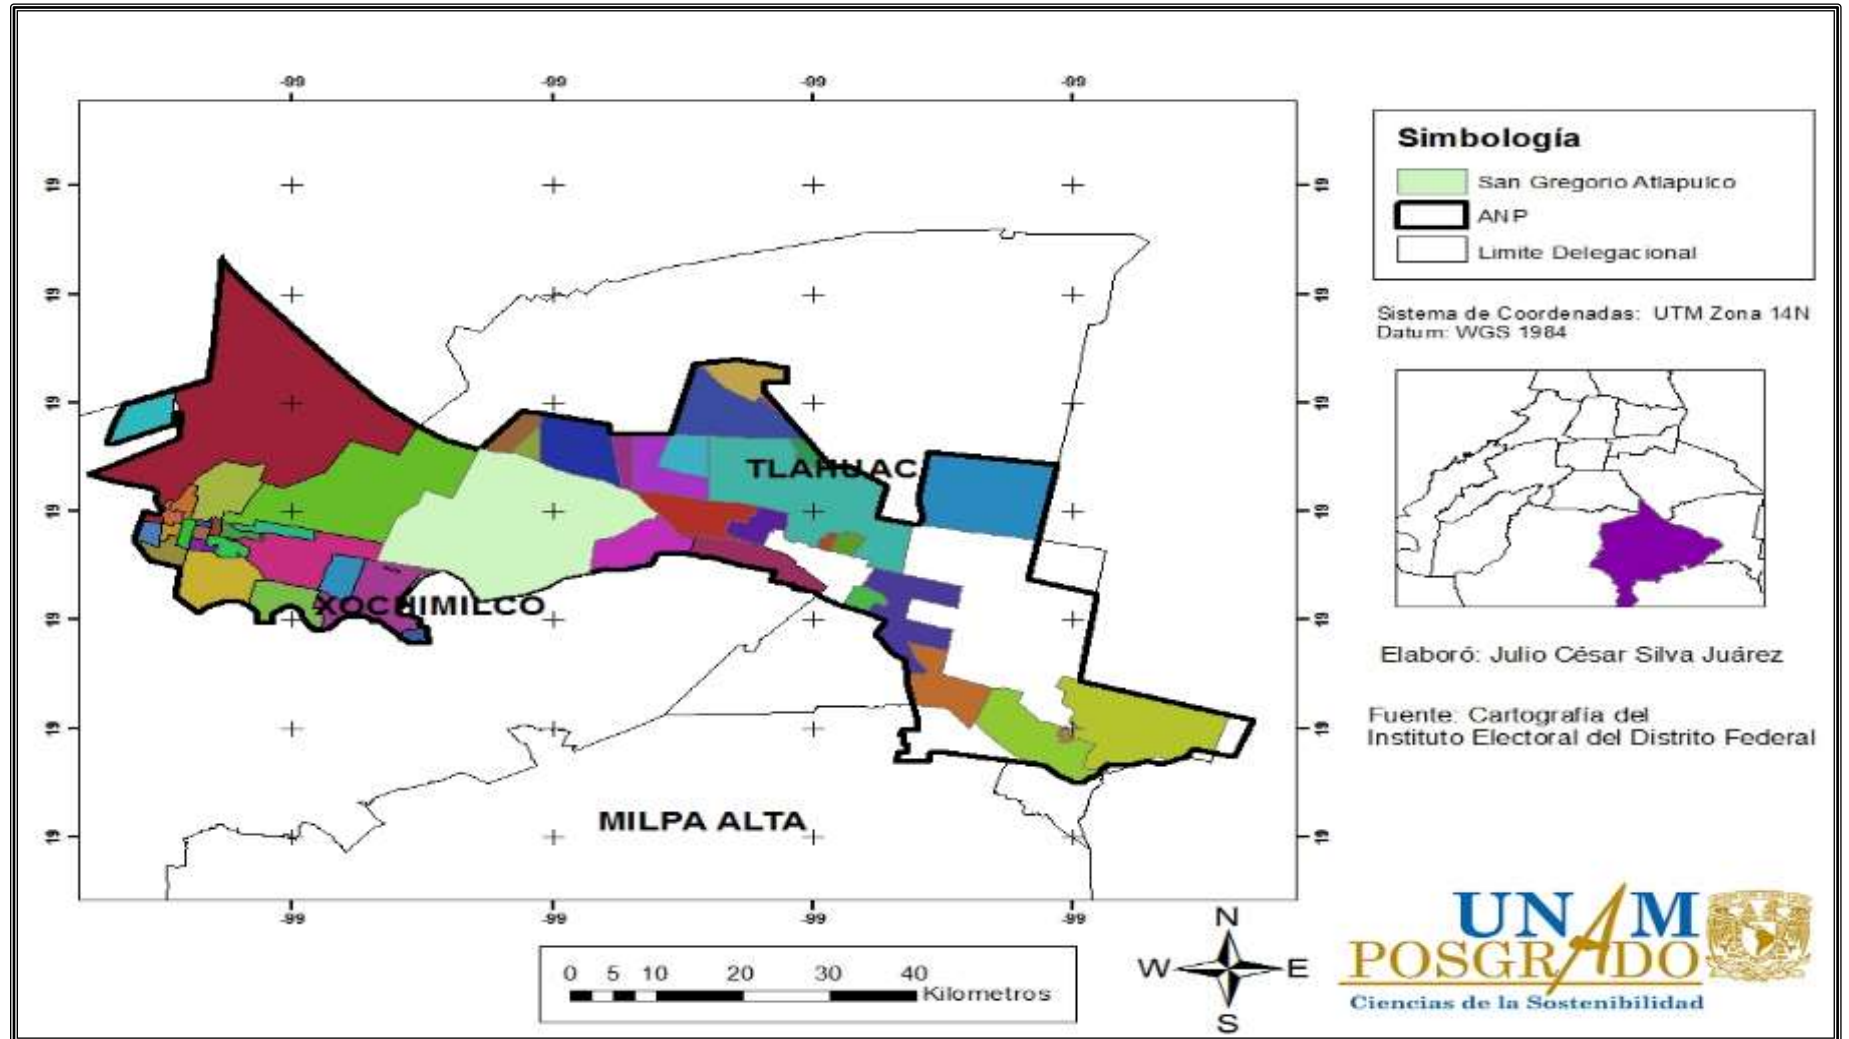 -99 -99 -99 -99
19 19
19 19
19 19
19 19
19 19
19 19
19 19
TLAHUAC
XOCHIMILCO
MILPA ALTA
-99 -99 -99 -99
0 5 10 20 30 40
Kilometros
N
W E
S
Simbología
San Gregorio Atlapulco
ANP
Limite Delegacional
Sistema de Coordenadas: UTM Zona 14N
Datum: WGS 1984
Elaboró: Julio César Silva Juárez
Fuente: Cartografía del
Instituto Electoral del Distrito Federal
UNAM
POSGRADO
Ciencias de la Sostenibilidad